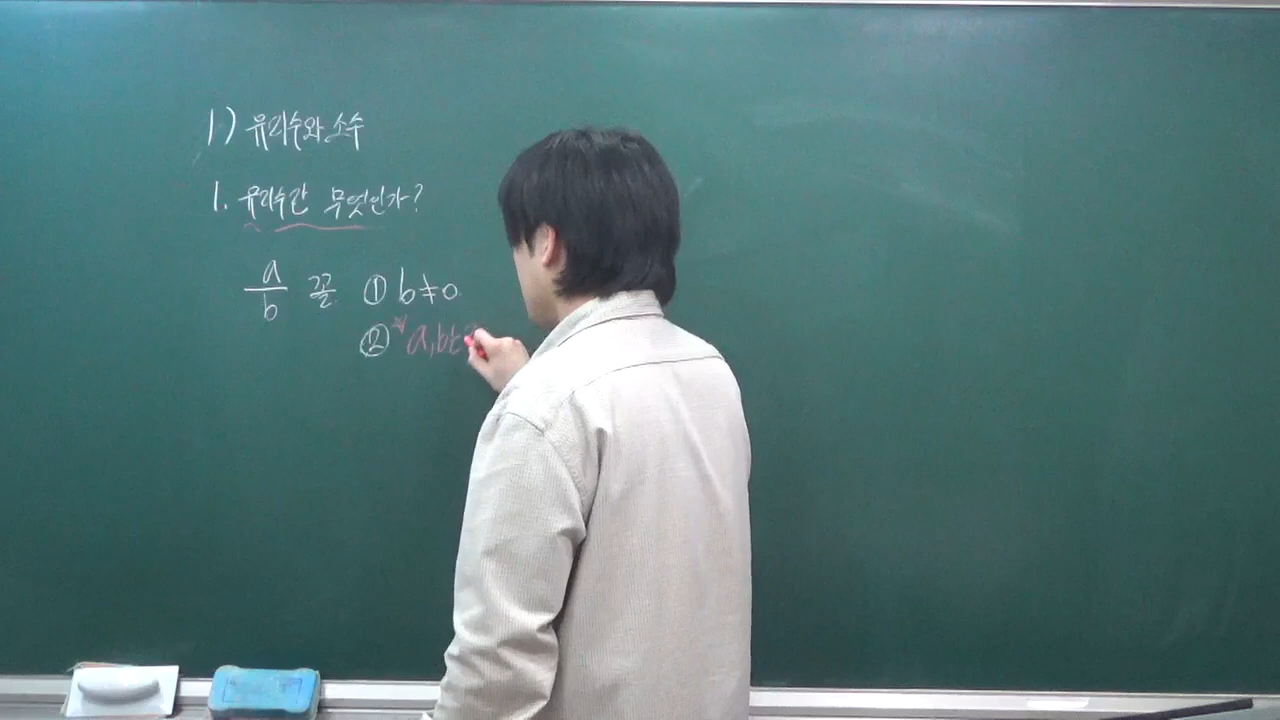 1) 유리수와 소수
1. 유리수란 무엇인가?
a/b 꼴 ① b≠0
② * a, b는